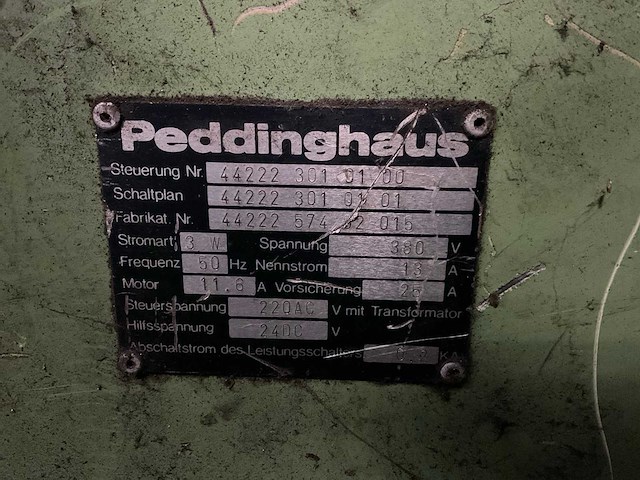 Peddinghaus
Steuerung Nr. 44222 301 01 00
Schaltplan 44222 301 01 01
Fabrikat. Nr. 44222 574 82 015
Stromart 3 W Spannung 380 V
Frequenz 50 Hz Nennstrom 13 A
Motor 11.6 A Vorsicherung 25 A
Steuerspannung 220AC V mit Transformator
Hilfsspannung 24DC V
Abschaltstrom des Leistungsschalters KA